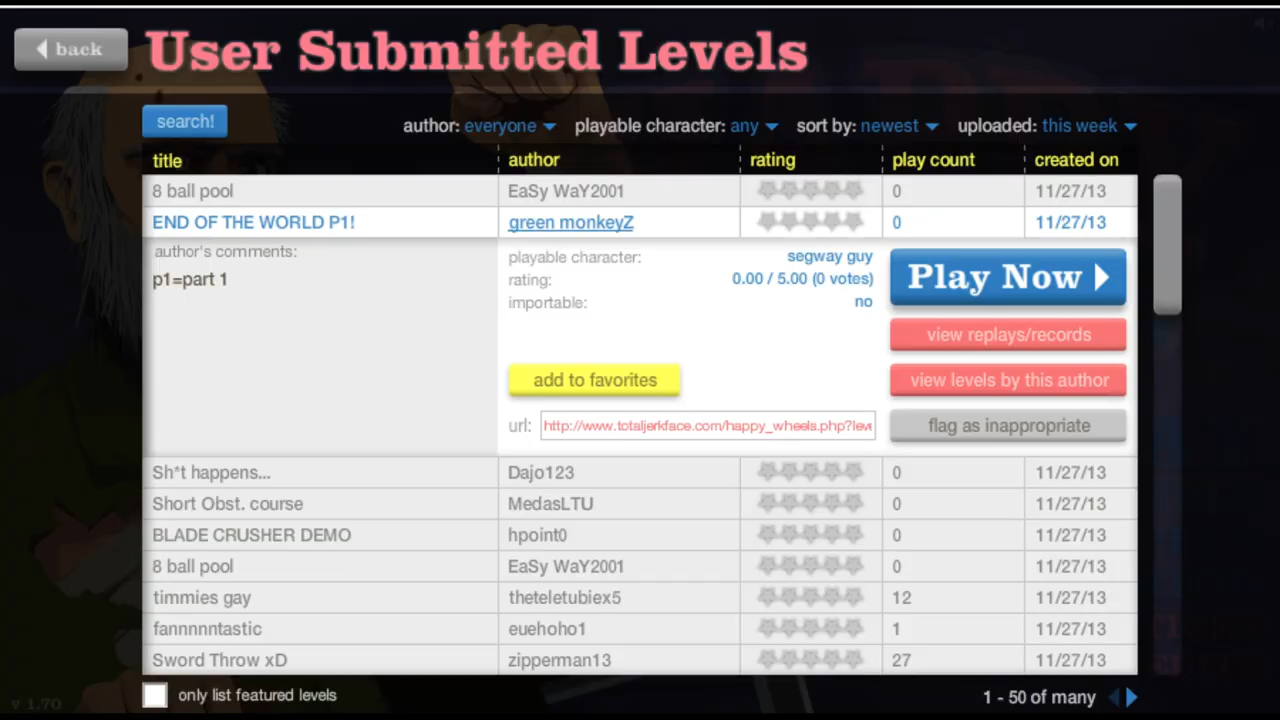 back
User Submitted Levels
search!
author: everyone playable character: any sort by: newest uploaded: this week
title author rating play count created on
8 ball pool EaSy WaY2001 0 11/27/13
END OF THE WORLD P1! green monkeyZ 0 11/27/13
author's comments:
p1=part 1
playable character: segway guy
rating: 0.00 / 5.00 (0 votes)
importable: no
add to favorites
url: http://www.totaljerkface.com/happy_wheels.php?leve
Play Now
view replays/records
view levels by this author
flag as inappropriate
Sh*t happens... Dajo123 0 11/27/13
Short Obst. course MedasLTU 0 11/27/13
BLADE CRUSHER DEMO hpoint0 0 11/27/13
8 ball pool EaSy WaY2001 0 11/27/13
timmies gay theteletubiex5 12 11/27/13
fannnnntastic euehoho1 1 11/27/13
Sword Throw xD zipperman13 27 11/27/13
only list featured levels
1 - 50 of many
v 1.70